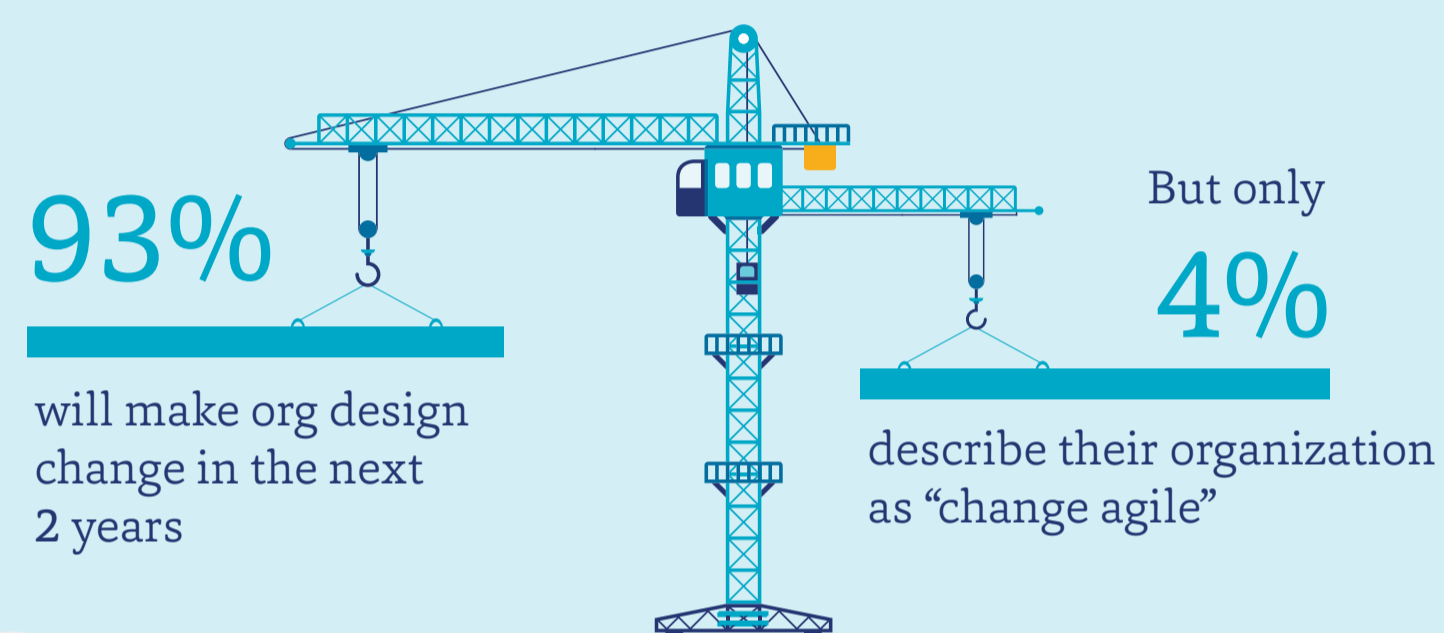 93%
will make org design
change in the next
2 years
But only
4%
describe their organization
as “change agile”